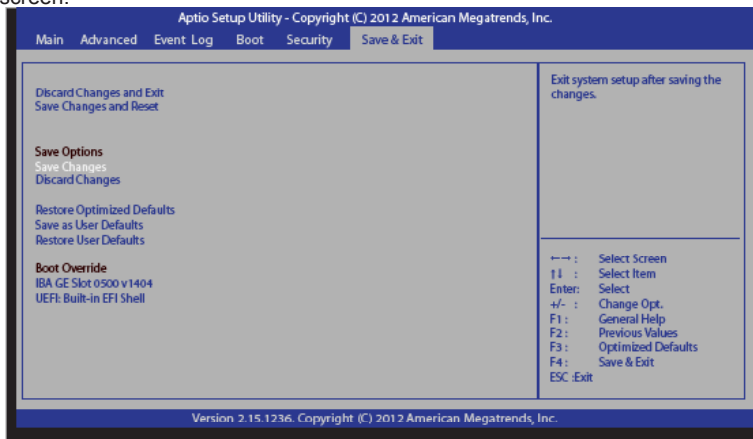 screen.
Aptio Setup Utility - Copyright (C) 2012 American Megatrends, Inc.
Main Advanced Event Log Boot Security Save & Exit
Discard Changes and Exit
Save Changes and Reset
Save Options
Save Changes
Discard Changes
Restore Optimized Defaults
Save as User Defaults
Restore User Defaults
Boot Override
IBA GE Slot 0500 v1404
UEFI: Built-in EFI Shell
Exit system setup after saving the
changes.
←→ : Select Screen
↑↓ : Select Item
Enter: Select
+/- : Change Opt.
F1 : General Help
F2 : Previous Values
F3 : Optimized Defaults
F4 : Save & Exit
ESC :Exit
Version 2.15.1236. Copyright (C) 2012 American Megatrends, Inc.